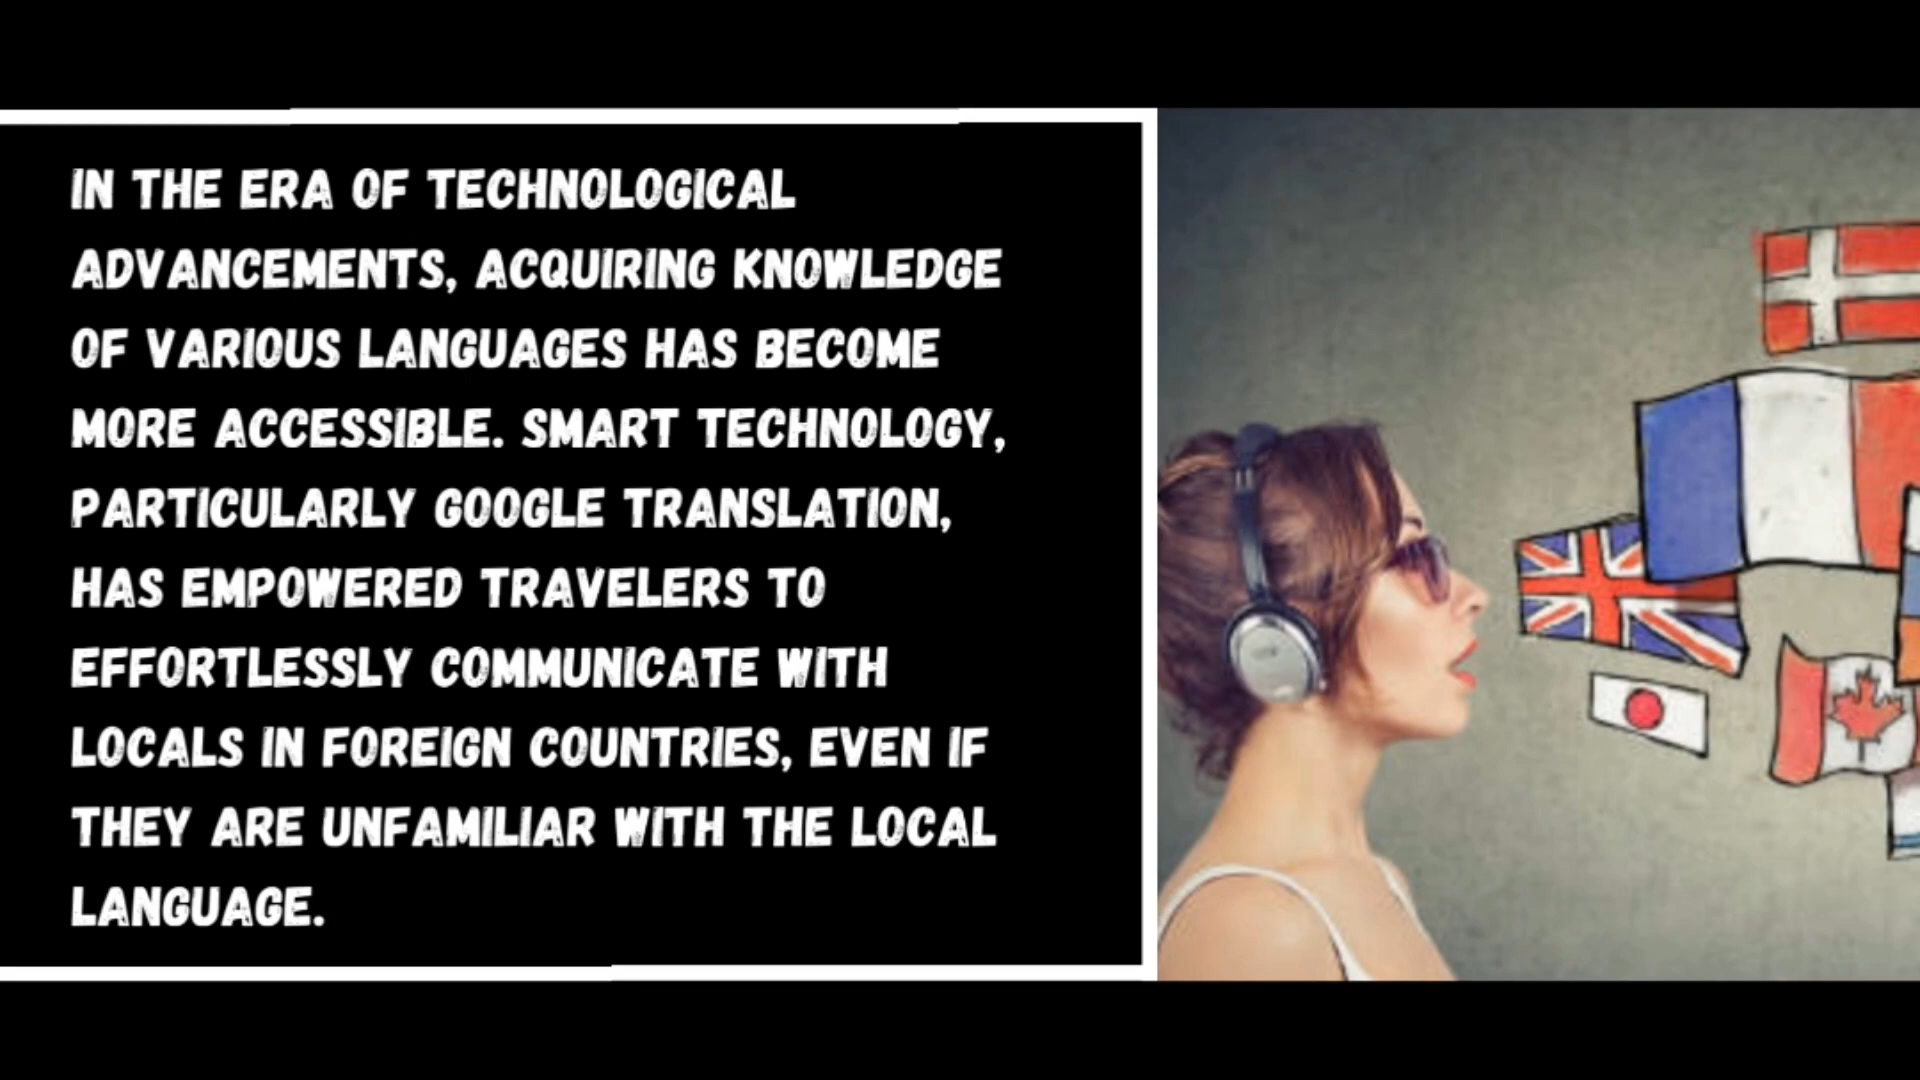 IN THE ERA OF TECHNOLOGICAL
ADVANCEMENTS, ACQUIRING KNOWLEDGE
OF VARIOUS LANGUAGES HAS BECOME
MORE ACCESSIBLE. SMART TECHNOLOGY,
PARTICULARLY GOOGLE TRANSLATION,
HAS EMPOWERED TRAVELERS TO
EFFORTLESSLY COMMUNICATE WITH
LOCALS IN FOREIGN COUNTRIES, EVEN IF
THEY ARE UNFAMILIAR WITH THE LOCAL
LANGUAGE.